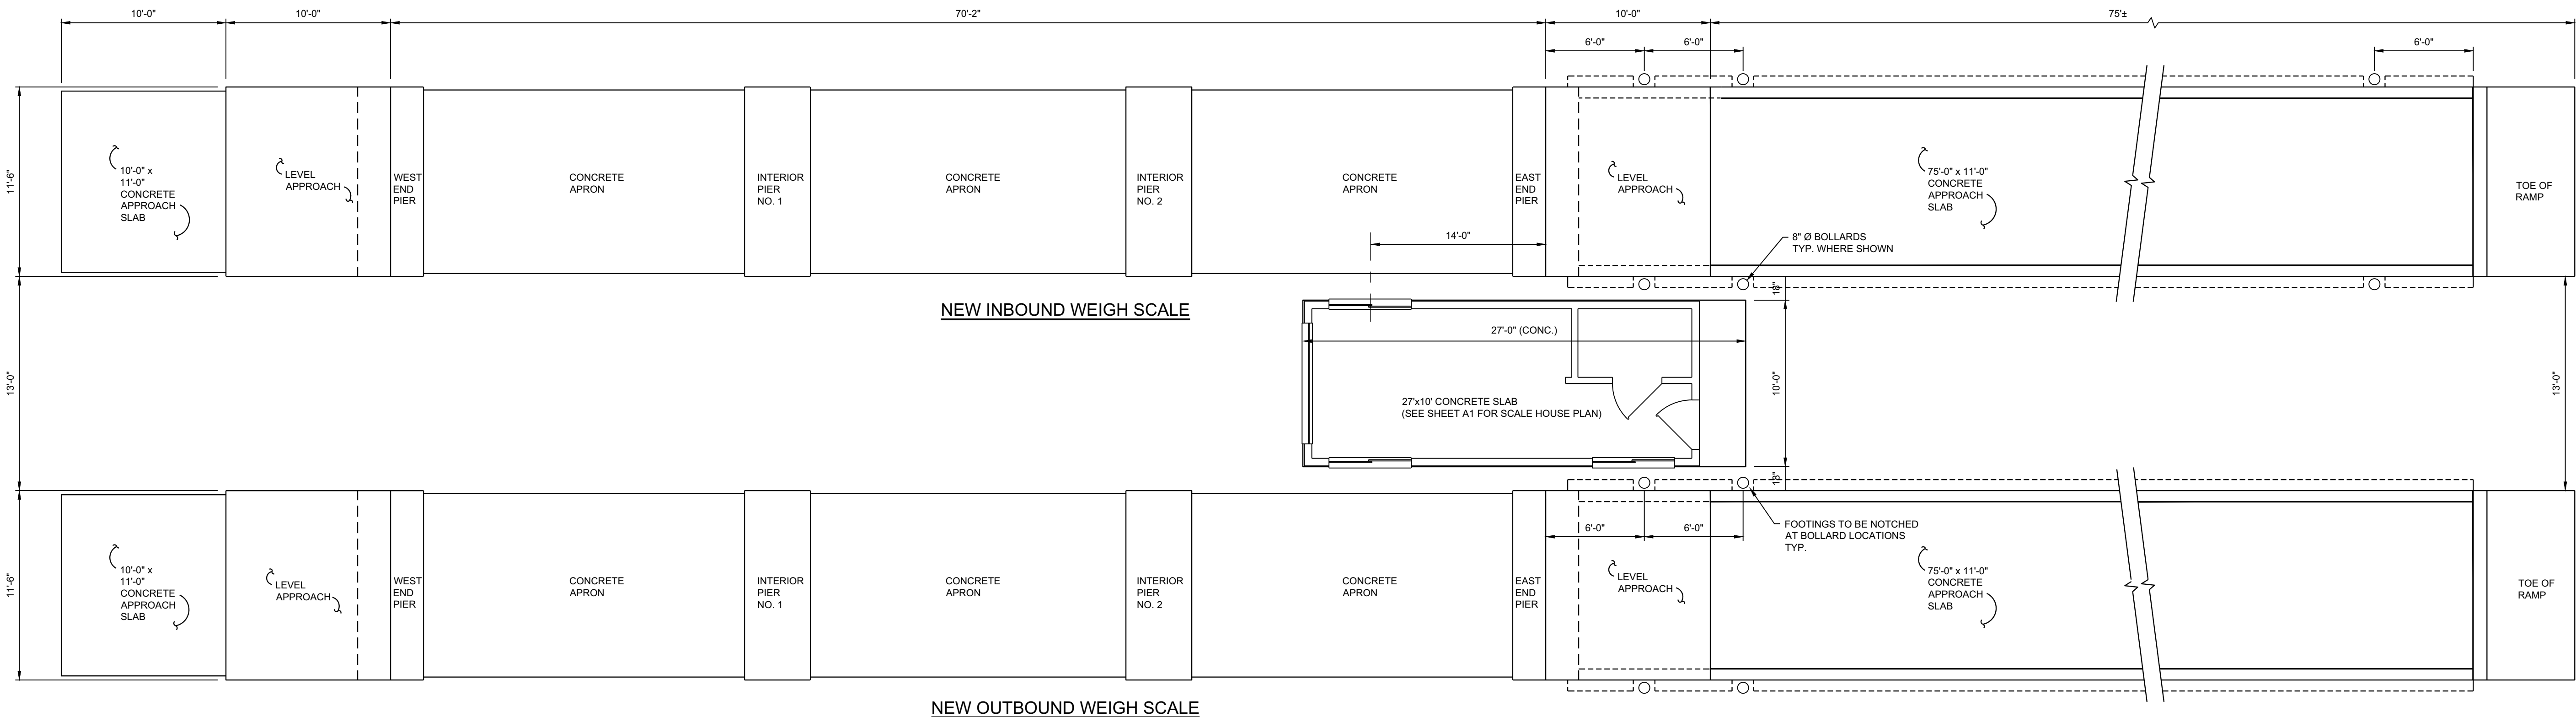 10'-0"
10'-0"
70'-2"
10'-0"
75'±
6'-0"
6'-0"
6'-0"
11'-6"
10'-0" x
11'-0"
CONCRETE
APPROACH
SLAB
LEVEL
APPROACH
WEST
END
PIER
CONCRETE
APRON
INTERIOR
PIER
NO. 1
CONCRETE
APRON
INTERIOR
PIER
NO. 2
CONCRETE
APRON
EAST
END
PIER
LEVEL
APPROACH
75'-0" x 11'-0"
CONCRETE
APPROACH
SLAB
TOE OF
RAMP
14'-0"
8" Ø BOLLARDS
TYP. WHERE SHOWN
NEW INBOUND WEIGH SCALE
18"
27'-0" (CONC.)
13'-0"
10'-0"
13'-0"
27'x10' CONCRETE SLAB
(SEE SHEET A1 FOR SCALE HOUSE PLAN)
18"
6'-0"
6'-0"
FOOTINGS TO BE NOTCHED
AT BOLLARD LOCATIONS
TYP.
11'-6"
10'-0" x
11'-0"
CONCRETE
APPROACH
SLAB
LEVEL
APPROACH
WEST
END
PIER
CONCRETE
APRON
INTERIOR
PIER
NO. 1
CONCRETE
APRON
INTERIOR
PIER
NO. 2
CONCRETE
APRON
EAST
END
PIER
LEVEL
APPROACH
75'-0" x 11'-0"
CONCRETE
APPROACH
SLAB
TOE OF
RAMP
NEW OUTBOUND WEIGH SCALE